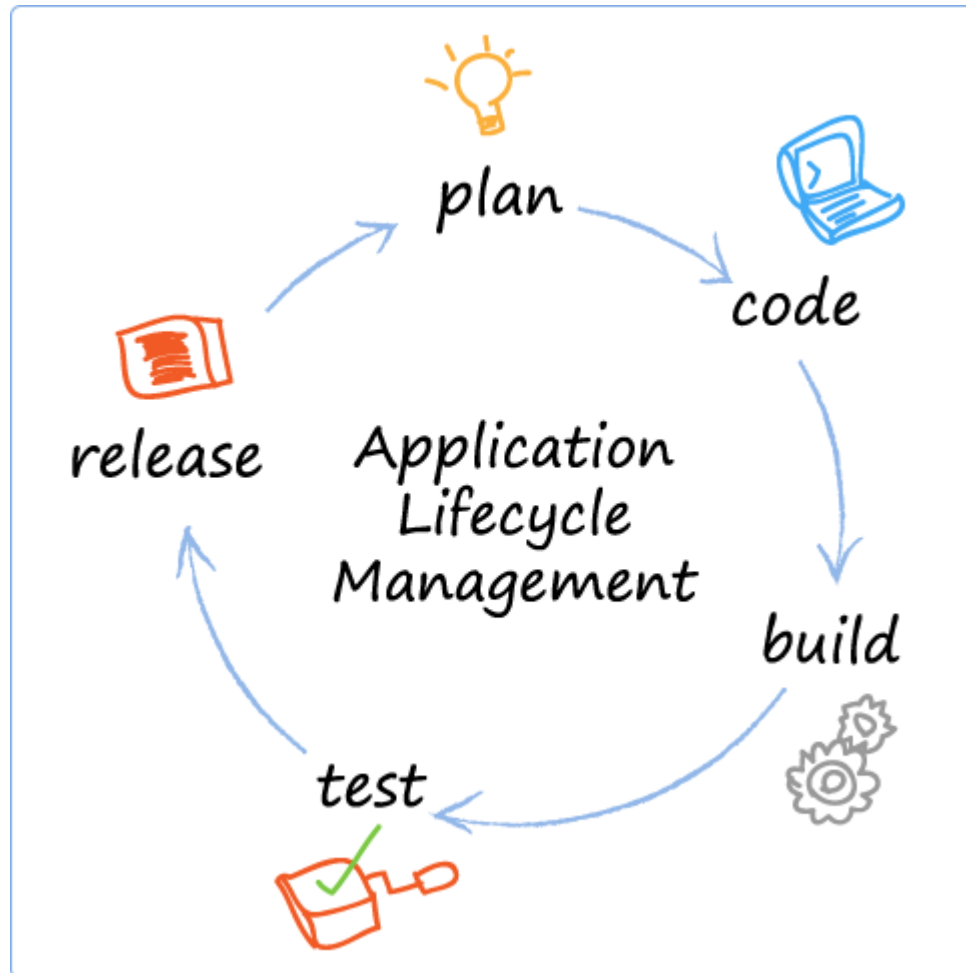 plan
code
release
Application
Lifecycle
Management
build
test